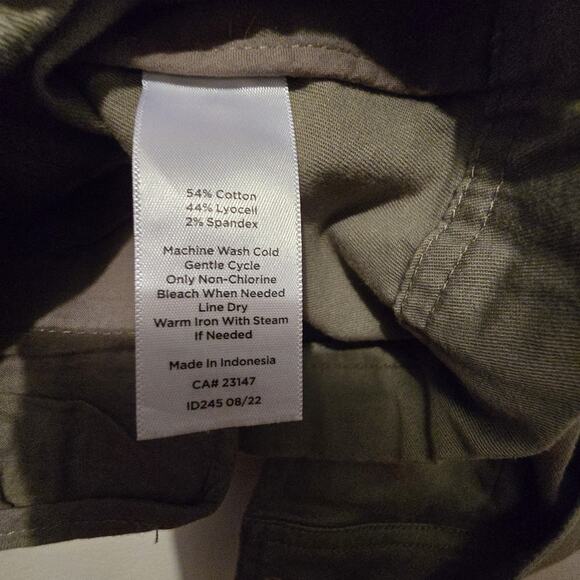 54% Cotton
44% Lyocell
2% Spandex
Machine Wash Cold
Gentle Cycle
Only Non-Chlorine
Bleach When Needed
Line Dry
Warm Iron With Steam
If Needed
Made In Indonesia
CA# 23147
ID245 08/22